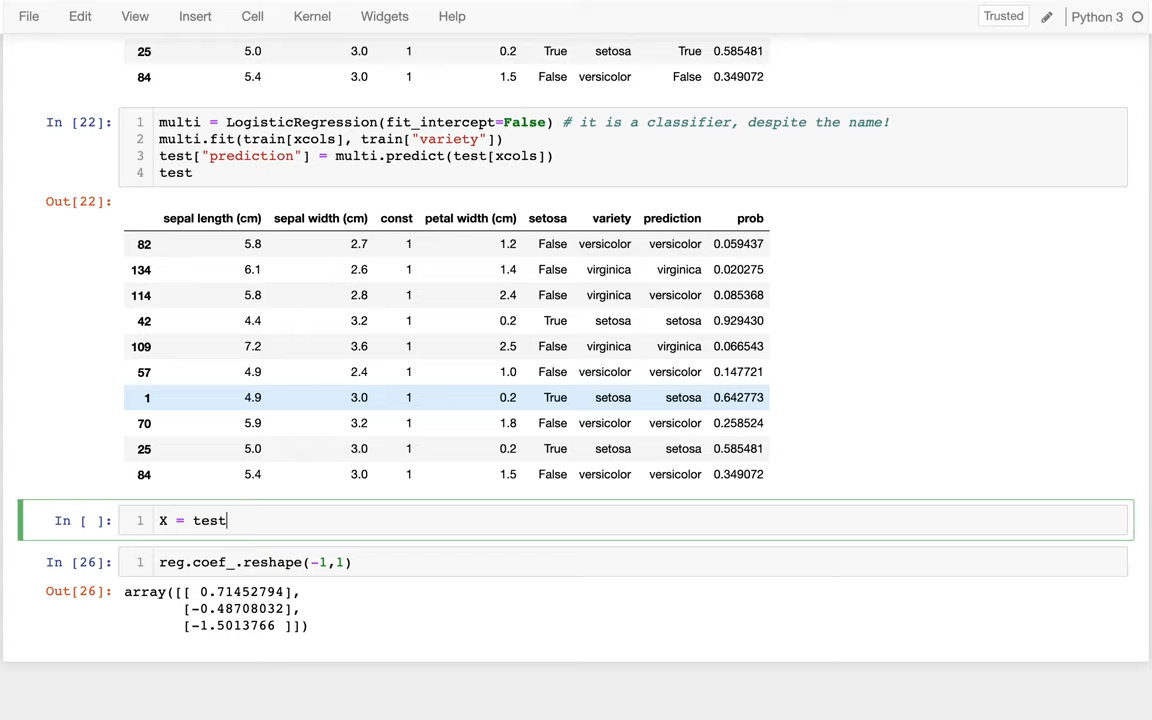 File Edit View Insert Cell Kernel Widgets Help Trusted Python 3
25 5.0 3.0 1 0.2 True setosa True 0.585481
84 5.4 3.0 1 1.5 False versicolor False 0.349072
In [22]: 1 multi = LogisticRegression(fit_intercept=False) # it is a classifier, despite the name!
2 multi.fit(train[xcols], train["variety"])
3 test["prediction"] = multi.predict(test[xcols])
4 test
Out[22]:
sepal length (cm) sepal width (cm) const petal width (cm) setosa variety prediction prob
82 5.8 2.7 1 1.2 False versicolor versicolor 0.059437
134 6.1 2.6 1 1.4 False virginica virginica 0.020275
114 5.8 2.8 1 2.4 False virginica versicolor 0.085368
42 4.4 3.2 1 0.2 True setosa setosa 0.929430
109 7.2 3.6 1 2.5 False virginica virginica 0.066543
57 4.9 2.4 1 1.0 False versicolor versicolor 0.147721
1 4.9 3.0 1 0.2 True setosa setosa 0.642773
70 5.9 3.2 1 1.8 False versicolor versicolor 0.258524
25 5.0 3.0 1 0.2 True setosa setosa 0.585481
84 5.4 3.0 1 1.5 False versicolor versicolor 0.349072
In [ ]: 1 X = test
In [26]: 1 reg.coef_.reshape(-1,1)
Out[26]: array([[ 0.71452794],
[-0.48708032],
[-1.5013766 ]])